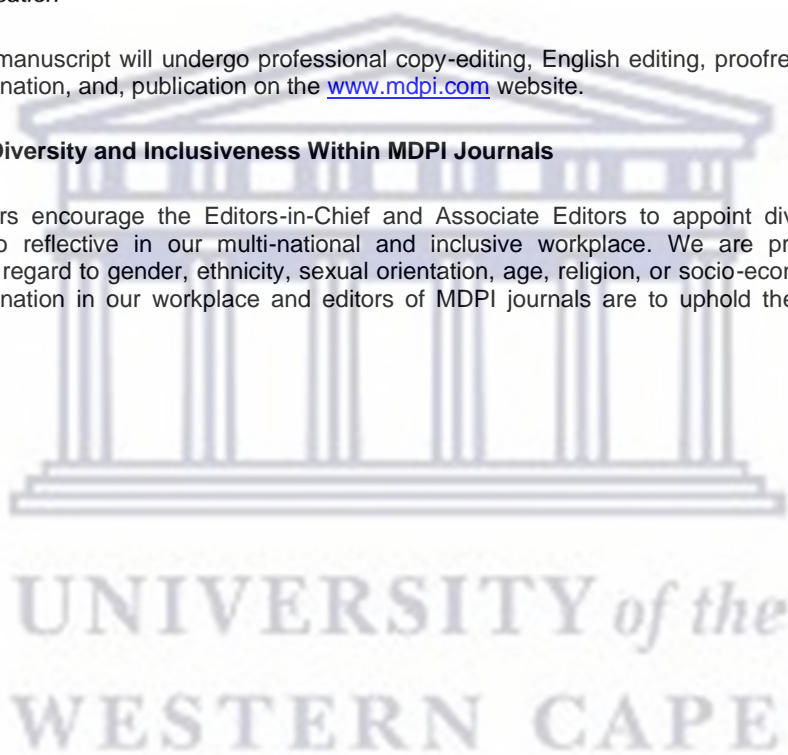 manuscript will undergo professional copy-editing, English editing, proofre
nation, and, publication on the www.mdpi.com website.
Diversity and Inclusiveness Within MDPI Journals
rs encourage the Editors-in-Chief and Associate Editors to appoint div
o reflective in our multi-national and inclusive workplace. We are pr
regard to gender, ethnicity, sexual orientation, age, religion, or socio-econ
nation in our workplace and editors of MDPI journals are to uphold the
UNIVERSITY of the
WESTERN CAPE